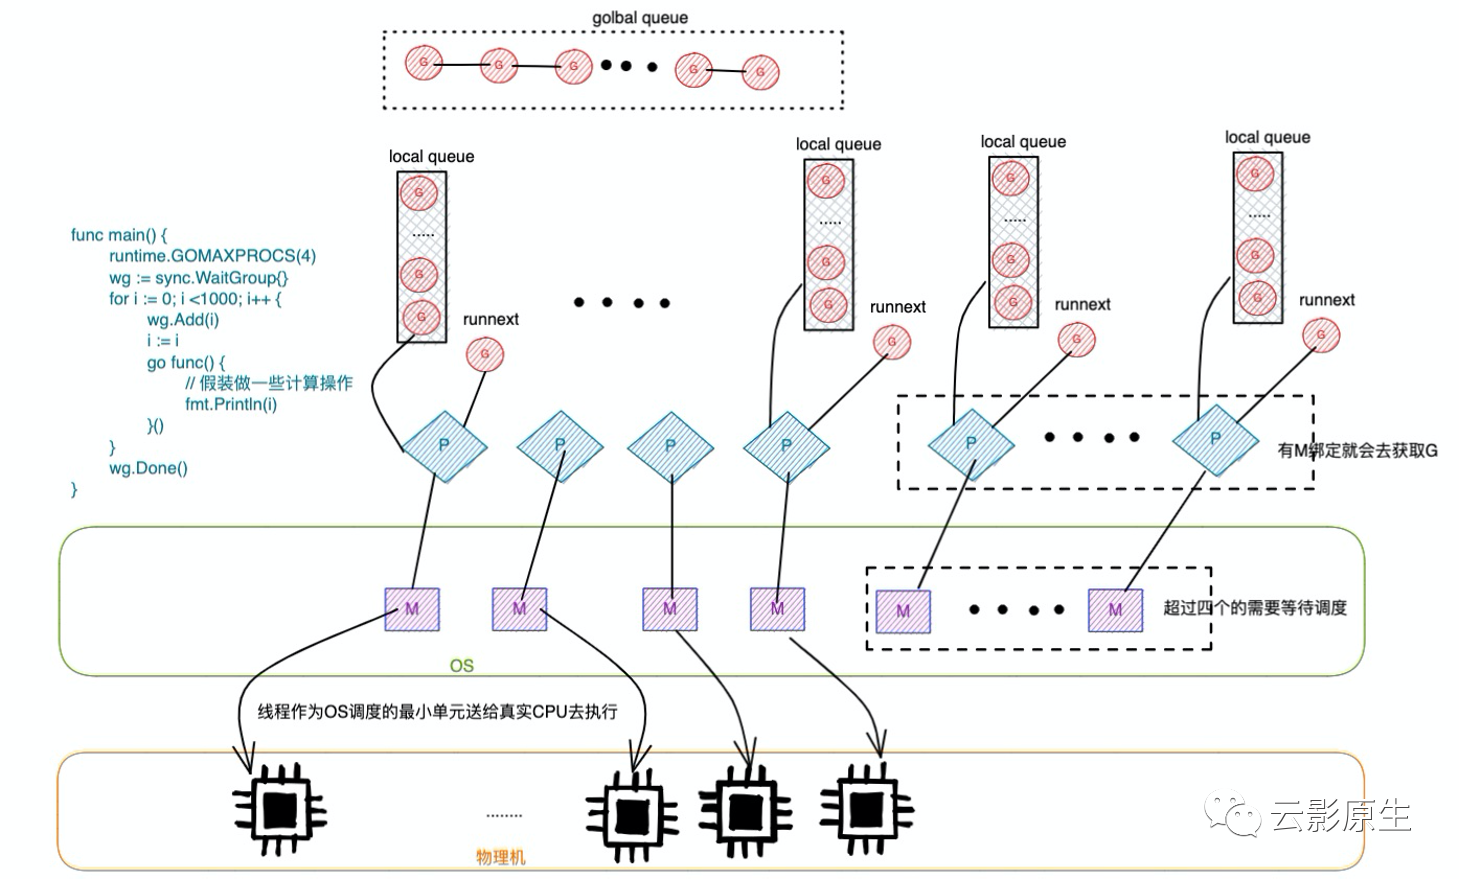 golbal queue
G G G G G
local queue
local queue
local queue
local queue
G
G
G
G
.....
.....
.....
.....
G
G
G
G
G
G
G
G
runnext
runnext
runnext
runnext
G
G
G
G
func main() {
runtime.GOMAXPROCS(4)
wg := sync.WaitGroup{}
for i := 0; i <1000; i++ {
wg.Add(i)
i := i
go func() {
// 假装做一些计算操作
fmt.Println(i)
}()
}
wg.Done()
}
P P P P P P
有M绑定就会去获取G
M M M M M M
超过四个的需要等待调度
OS
线程作为OS调度的最小单元送给真实CPU去执行
........
物理机
云影原生